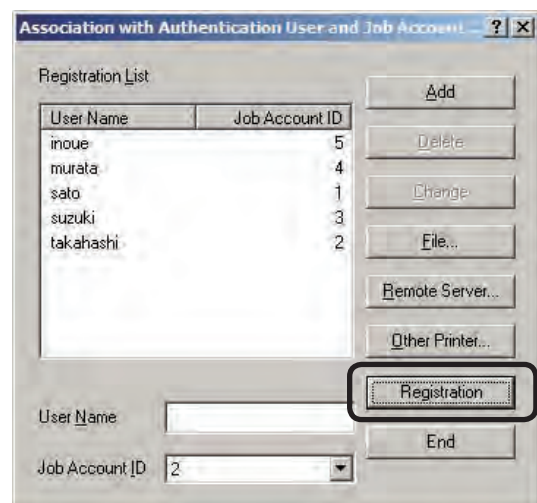 Association with Authentication User and Job Account ...
Registration List
User Name Job Account ID
inoue 5
murata 4
sato 1
suzuki 3
takahashi 2
Add
Delete
Change
File...
Remote Server...
Other Printer...
Registration
End
User Name
Job Account ID 2